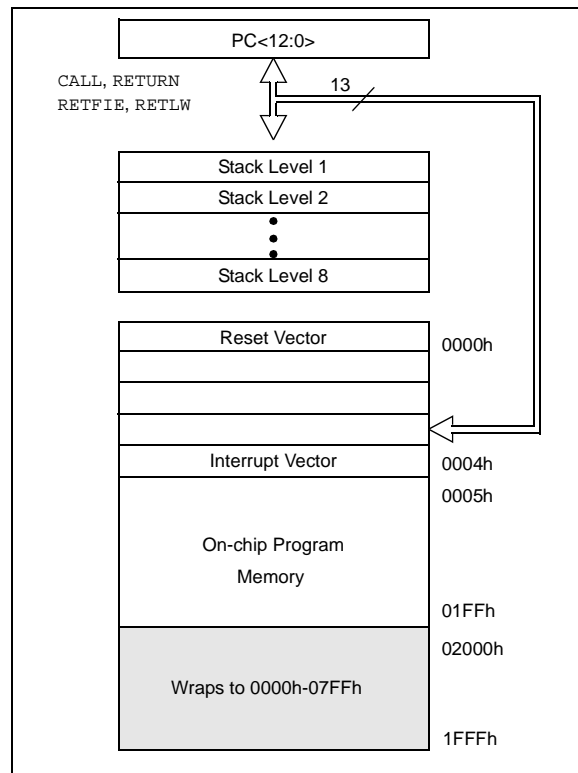 PC<12:0>
CALL, RETURN
RETFIE, RETLW
13
Stack Level 1
Stack Level 2
Stack Level 8
Reset Vector
0000h
Interrupt Vector
0004h
0005h
On-chip Program
Memory
01FFh
02000h
Wraps to 0000h-07FFh
1FFFh